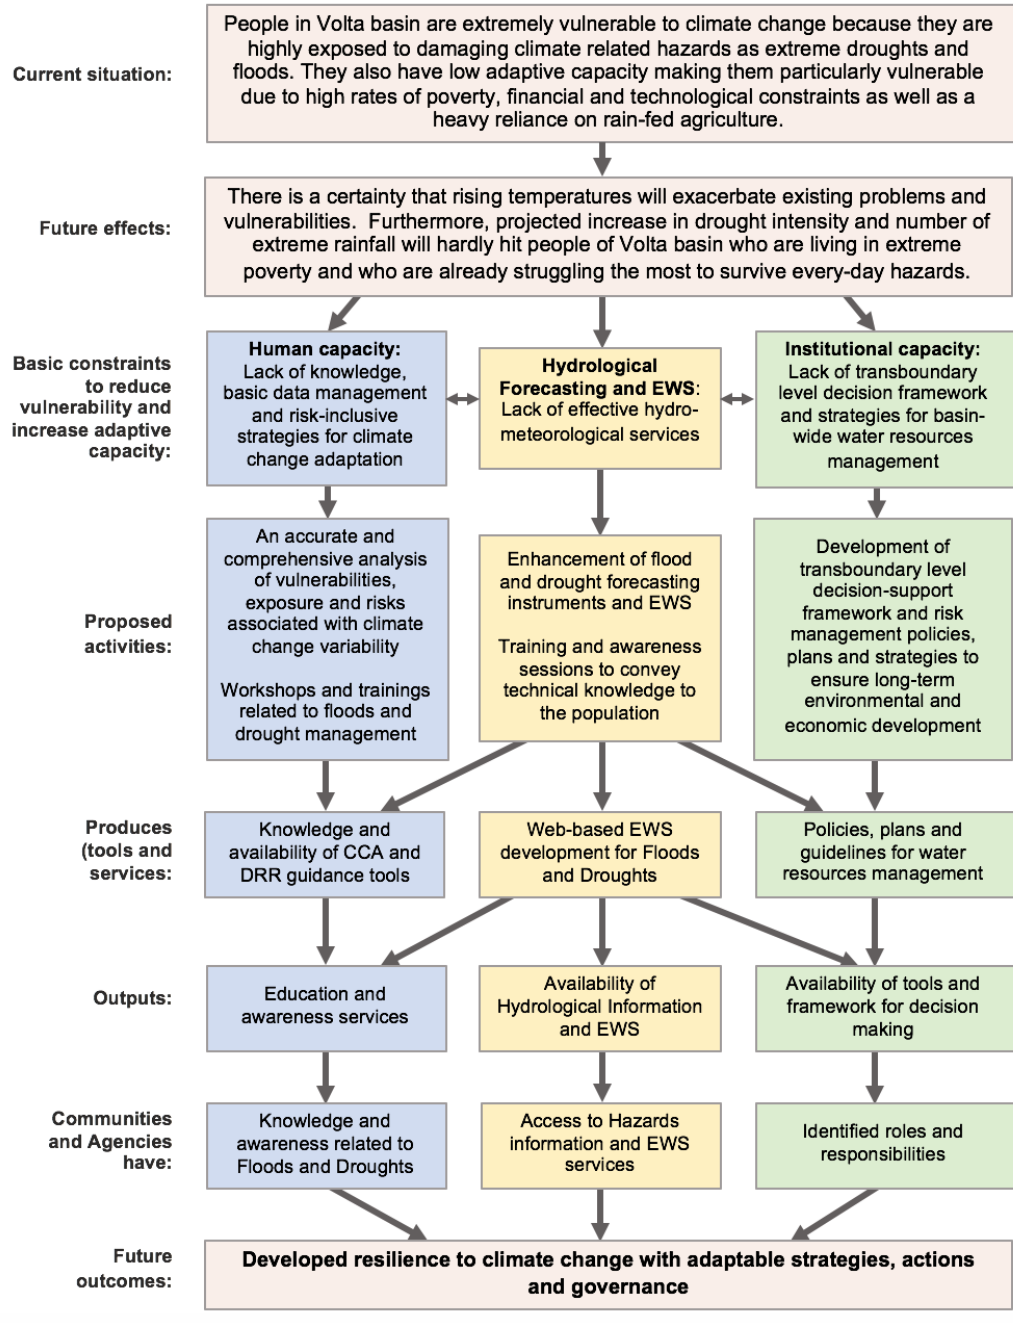 Current situation:
People in Volta basin are extremely vulnerable to climate change because they are
highly exposed to damaging climate related hazards as extreme droughts and
floods. They also have low adaptive capacity making them particularly vulnerable
due to high rates of poverty, financial and technological constraints as well as a
heavy reliance on rain-fed agriculture.
Future effects:
There is a certainty that rising temperatures will exacerbate existing problems and
vulnerabilities. Furthermore, projected increase in drought intensity and number of
extreme rainfall will hardly hit people of Volta basin who are living in extreme
poverty and who are already struggling the most to survive every-day hazards.
Basic constraints
to reduce
vulnerability and
increase adaptive
capacity:
Human capacity:
Lack of knowledge,
basic data management
and risk-inclusive
strategies for climate
change adaptation
Hydrological
Forecasting and EWS:
Lack of effective hydro-
meteorological services
Institutional capacity:
Lack of transboundary
level decision framework
and strategies for basin-
wide water resources
management
Proposed
activities:
An accurate and
comprehensive analysis
of vulnerabilities,
exposure and risks
associated with climate
change variability
Workshops and trainings
related to floods and
drought management
Enhancement of flood
and drought forecasting
instruments and EWS
Training and awareness
sessions to convey
technical knowledge to
the population
Development of
transboundary level
decision-support
framework and risk
management policies,
plans and strategies to
ensure long-term
environmental and
economic development
Produces
(tools and
services:
Knowledge and
availability of CCA and
DRR guidance tools
Web-based EWS
development for Floods
and Droughts
Policies, plans and
guidelines for water
resources management
Outputs:
Education and
awareness services
Availability of
Hydrological Information
and EWS
Availability of tools and
framework for decision
making
Communities
and Agencies
have:
Knowledge and
awareness related to
Floods and Droughts
Access to Hazards
information and EWS
services
Identified roles and
responsibilities
Future
outcomes:
Developed resilience to climate change with adaptable strategies, actions
and governance